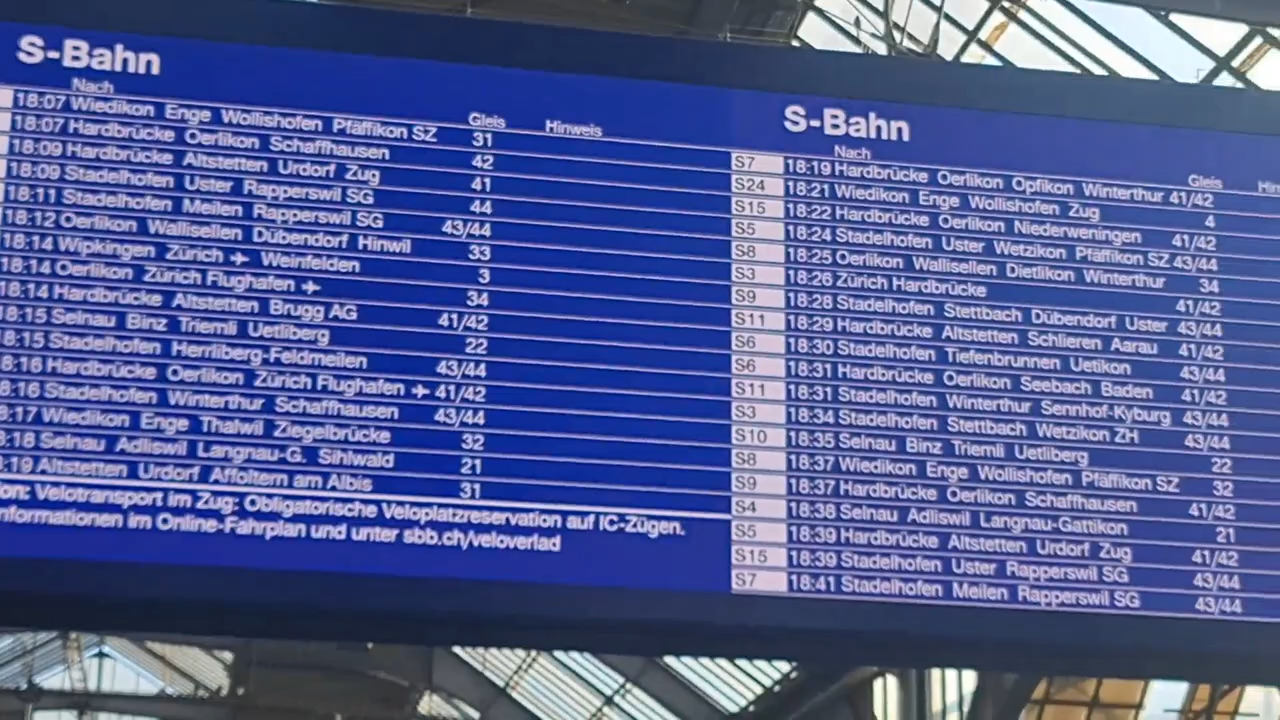 S-Bahn
Nach Gleis Hinweis
18:07 Wiedikon Enge Wollishofen Pfäffikon SZ 31
18:07 Hardbrücke Oerlikon Schaffhausen 42
18:09 Hardbrücke Altstetten Urdorf Zug 41
18:09 Stadelhofen Uster Rapperswil SG 44
18:11 Stadelhofen Meilen Rapperswil SG 43/44
18:12 Oerlikon Wallisellen Dübendorf Hinwil 33
18:14 Wipkingen Zürich ✈ Weinfelden 3
18:14 Oerlikon Zürich Flughafen ✈ 34
18:14 Hardbrücke Altstetten Brugg AG 41/42
8:15 Selnau Binz Triemli Uetliberg 22
8:15 Stadelhofen Herrliberg-Feldmeilen 43/44
8:16 Hardbrücke Oerlikon Zürich Flughafen ✈ 41/42
8:16 Stadelhofen Winterthur Schaffhausen 43/44
8:17 Wiedikon Enge Thalwil Ziegelbrücke 32
:18 Selnau Adliswil Langnau-G. Sihlwald 21
:19 Altstetten Urdorf Affoltern am Albis 31
on: Velotransport im Zug: Obligatorische Veloplatzreservation auf IC-Zügen.
nformationen im Online-Fahrplan und unter sbb.ch/veloverlad
S-Bahn
Nach Gleis Hin
S7 18:19 Hardbrücke Oerlikon Opfikon Winterthur 41/42
S24 18:21 Wiedikon Enge Wollishofen Zug 4
S15 18:22 Hardbrücke Oerlikon Niederweningen 41/42
S5 18:24 Stadelhofen Uster Wetzikon Pfäffikon SZ 43/44
S8 18:25 Oerlikon Wallisellen Dietlikon Winterthur 34
S3 18:26 Zürich Hardbrücke 41/42
S9 18:28 Stadelhofen Stettbach Dübendorf Uster 43/44
S11 18:29 Hardbrücke Altstetten Schlieren Aarau 41/42
S6 18:30 Stadelhofen Tiefenbrunnen Uetikon 43/44
S6 18:31 Hardbrücke Oerlikon Seebach Baden 41/42
S11 18:31 Stadelhofen Winterthur Sennhof-Kyburg 43/44
S3 18:34 Stadelhofen Stettbach Wetzikon ZH 43/44
S10 18:35 Selnau Binz Triemli Uetliberg 22
S8 18:37 Wiedikon Enge Wollishofen Pfäffikon SZ 32
S9 18:37 Hardbrücke Oerlikon Schaffhausen 41/42
S4 18:38 Selnau Adliswil Langnau-Gattikon 21
S5 18:39 Hardbrücke Altstetten Urdorf Zug 41/42
S15 18:39 Stadelhofen Uster Rapperswil SG 43/44
S7 18:41 Stadelhofen Meilen Rapperswil SG 43/44